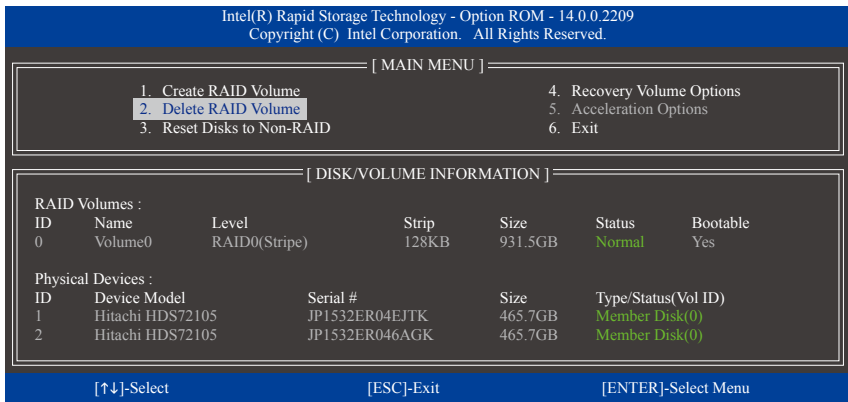 Intel(R) Rapid Storage Technology - Option ROM - 14.0.0.2209
Copyright (C) Intel Corporation. All Rights Reserved.
[ MAIN MENU ]
1. Create RAID Volume
2. Delete RAID Volume
3. Reset Disks to Non-RAID
4. Recovery Volume Options
5. Acceleration Options
6. Exit
[ DISK/VOLUME INFORMATION ]
RAID Volumes :
ID Name Level Strip Size Status Bootable
0 Volume0 RAID0(Stripe) 128KB 931.5GB Normal Yes
Physical Devices :
ID Device Model Serial # Size Type/Status(Vol ID)
1 Hitachi HDS72105 JP1532ER04EJTK 465.7GB Member Disk(0)
2 Hitachi HDS72105 JP1532ER046AGK 465.7GB Member Disk(0)
[↑↓]-Select [ESC]-Exit [ENTER]-Select Menu